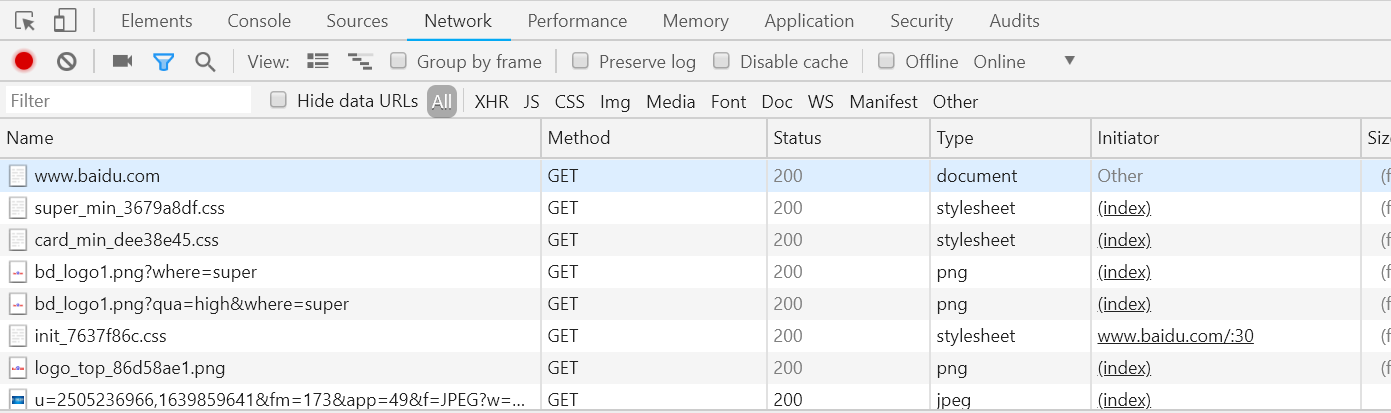 Elements Console Sources Network Performance Memory Application Security Audits
View: Group by frame Preserve log Disable cache Offline Online
Filter Hide data URLs All XHR JS CSS Img Media Font Doc WS Manifest Other
Name Method Status Type Initiator
www.baidu.com GET 200 document Other (f
super_min_3679a8df.css GET 200 stylesheet (index) (f
card_min_dee38e45.css GET 200 stylesheet (index) (f
bd_logo1.png?where=super GET 200 png (index) (f
bd_logo1.png?qua=high&where=super GET 200 png (index) (f
init_7637f86c.css GET 200 stylesheet www.baidu.com/:30 (f
logo_top_86d58ae1.png GET 200 png (index) (f
u=2505236966,1639859641&fm=173&app=49&f=JPEG?w=... GET 200 jpeg (index)